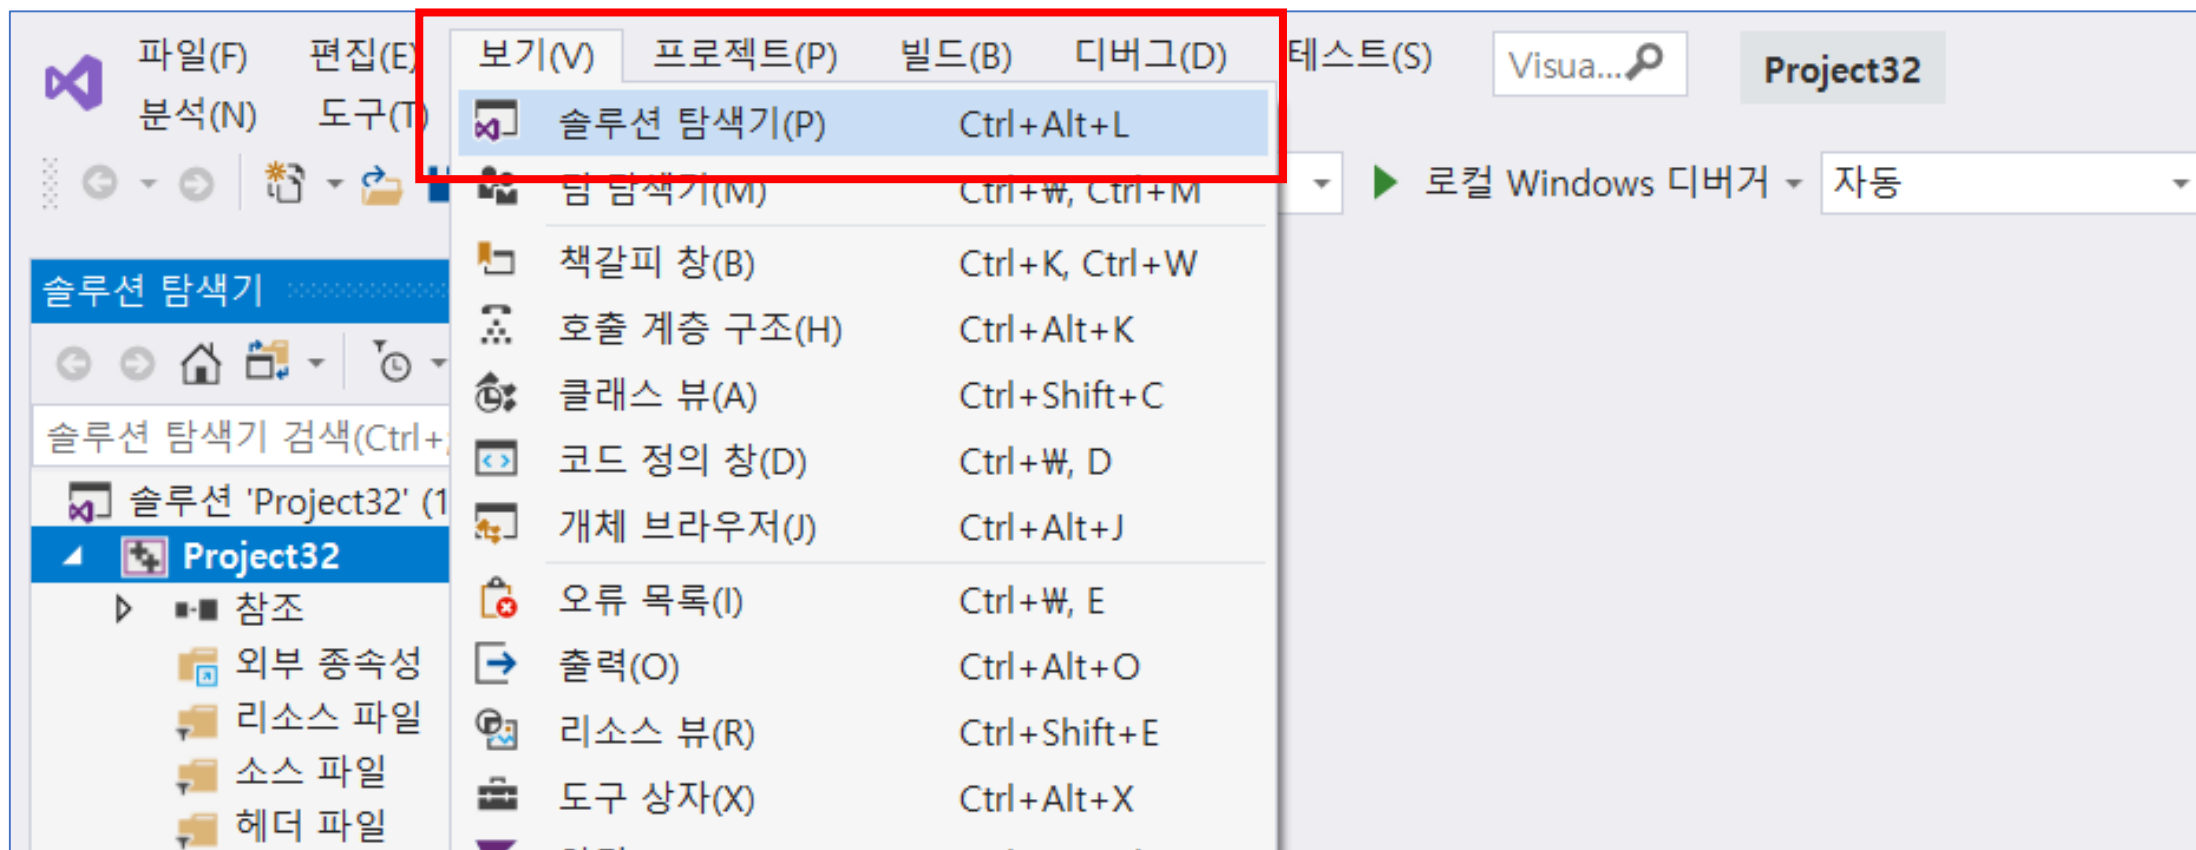 파일(F) 편집(E) 보기(V) 프로젝트(P) 빌드(B) 디버그(D) 테스트(S) Visua... Project32
분석(N) 도구(T)
솔루션 탐색기(P) Ctrl+Alt+L
팀 탐색기(M) Ctrl+₩, Ctrl+M
로컬 Windows 디버거 자동
책갈피 창(B) Ctrl+K, Ctrl+W
호출 계층 구조(H) Ctrl+Alt+K
클래스 뷰(A) Ctrl+Shift+C
코드 정의 창(D) Ctrl+₩, D
개체 브라우저(J) Ctrl+Alt+J
오류 목록(I) Ctrl+₩, E
출력(O) Ctrl+Alt+O
리소스 뷰(R) Ctrl+Shift+E
도구 상자(X) Ctrl+Alt+X
솔루션 탐색기
솔루션 탐색기 검색(Ctrl+;
솔루션 'Project32' (1
Project32
참조
외부 종속성
리소스 파일
소스 파일
헤더 파일